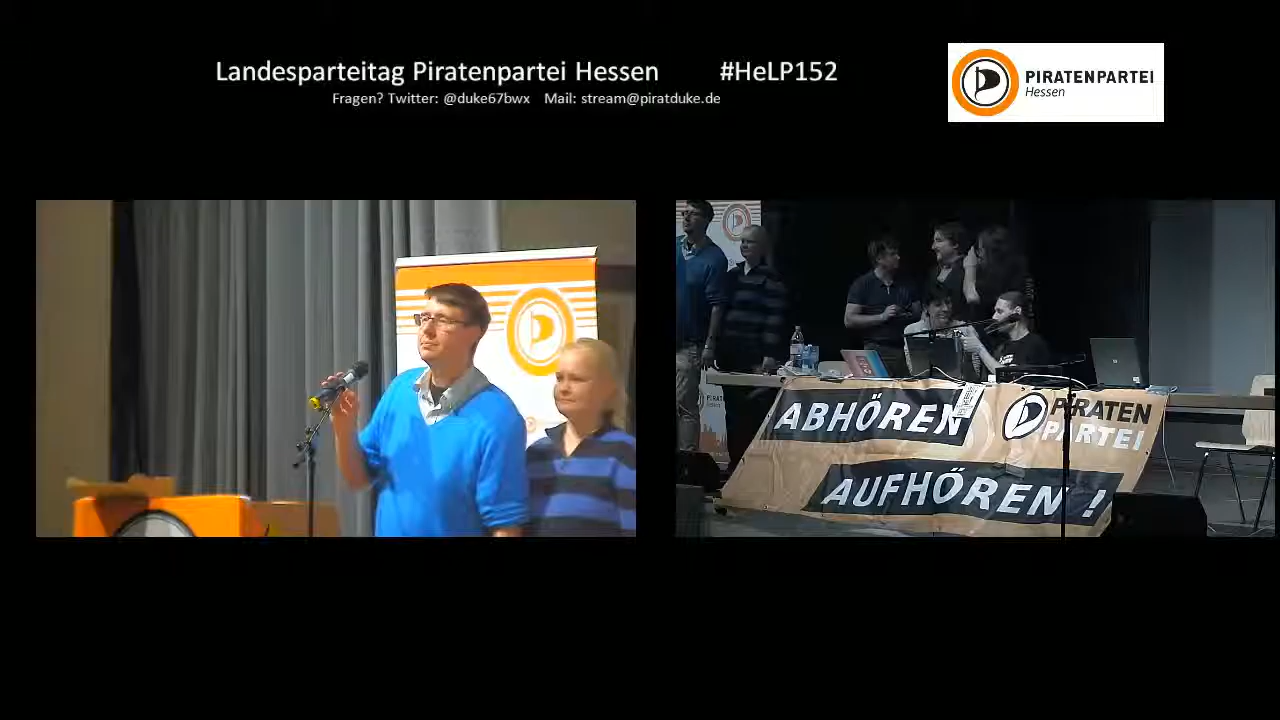 Landesparteitag Piratenpartei Hessen #HeLP152
Fragen? Twitter: @duke67bwx Mail: stream@piratduke.de
PIRATENPARTEI
Hessen
ABHÖREN
PIRATEN
PARTEI
AUFHÖREN !